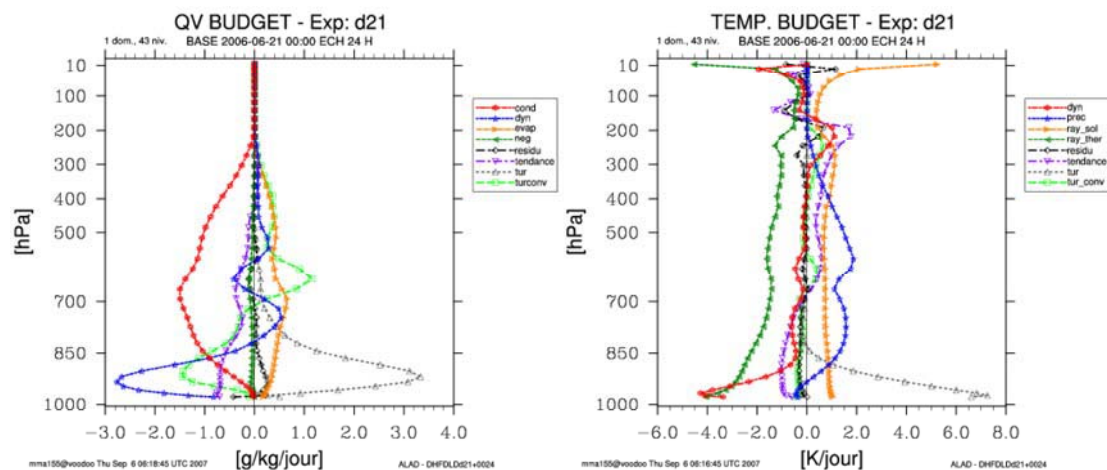 QV BUDGET - Exp: d21
1 dom., 43 niv.
BASE 2006-06-21 00:00 ECH 24 H
10
100
200
300
400
500
700
850
1000
[hPa]
-3.0 -2.0 -1.0 0.0 1.0 2.0 3.0 4.0
[g/kg/jour]
cond
dyn
evap
neg
residu
tendance
tur
turconv
mma155@voodoo Thu Sep 6 06:18:45 UTC 2007
ALAD - DHFDLDd21+0024
TEMP. BUDGET - Exp: d21
1 dom., 43 niv.
BASE 2006-06-21 00:00 ECH 24 H
10
100
200
300
400
500
700
850
1000
[hPa]
-6.0 -4.0 -2.0 0.0 2.0 4.0 6.0 8.0
[K/jour]
dyn
prec
ray_sol
ray_ther
residu
tendance
tur
tur_conv
mma155@voodoo Thu Sep 6 06:16:45 UTC 2007
ALAD - DHFDLDd21+0024